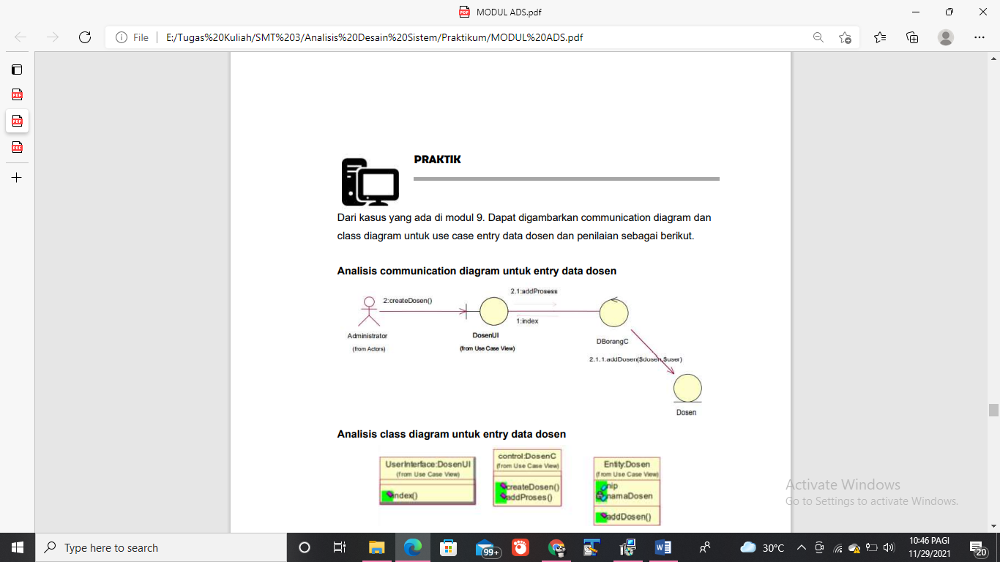 MODUL ADS.pdf
File
E:/Tugas%20Kuliah/SMT%203/Analisis%20Desain%20Sistem/Praktikum/MODUL%20ADS.pdf
PRAKTIK
Dari kasus yang ada di modul 9. Dapat digambarkan communication diagram dan
class diagram untuk use case entry data dosen dan penilaian sebagai berikut.
Analisis communication diagram untuk entry data dosen
2:createDosen()
2.1:addProsess
1:index
Administrator
(from Actors)
DosenUI
(from Use Case View)
DBorangC
2.1.1:addDosen($dosen,$user)
Dosen
Analisis class diagram untuk entry data dosen
UserInterface:DosenUI
(from Use Case View)
index()
control:DosenC
(from Use Case View)
createDosen()
addProses()
Entity:Dosen
(from Use Case View)
nip
namaDosen
addDosen()
Activate Windows
Go to Settings to activate Windows.
Type here to search
99+
30°C
10:46 PAGI
11/29/2021
20